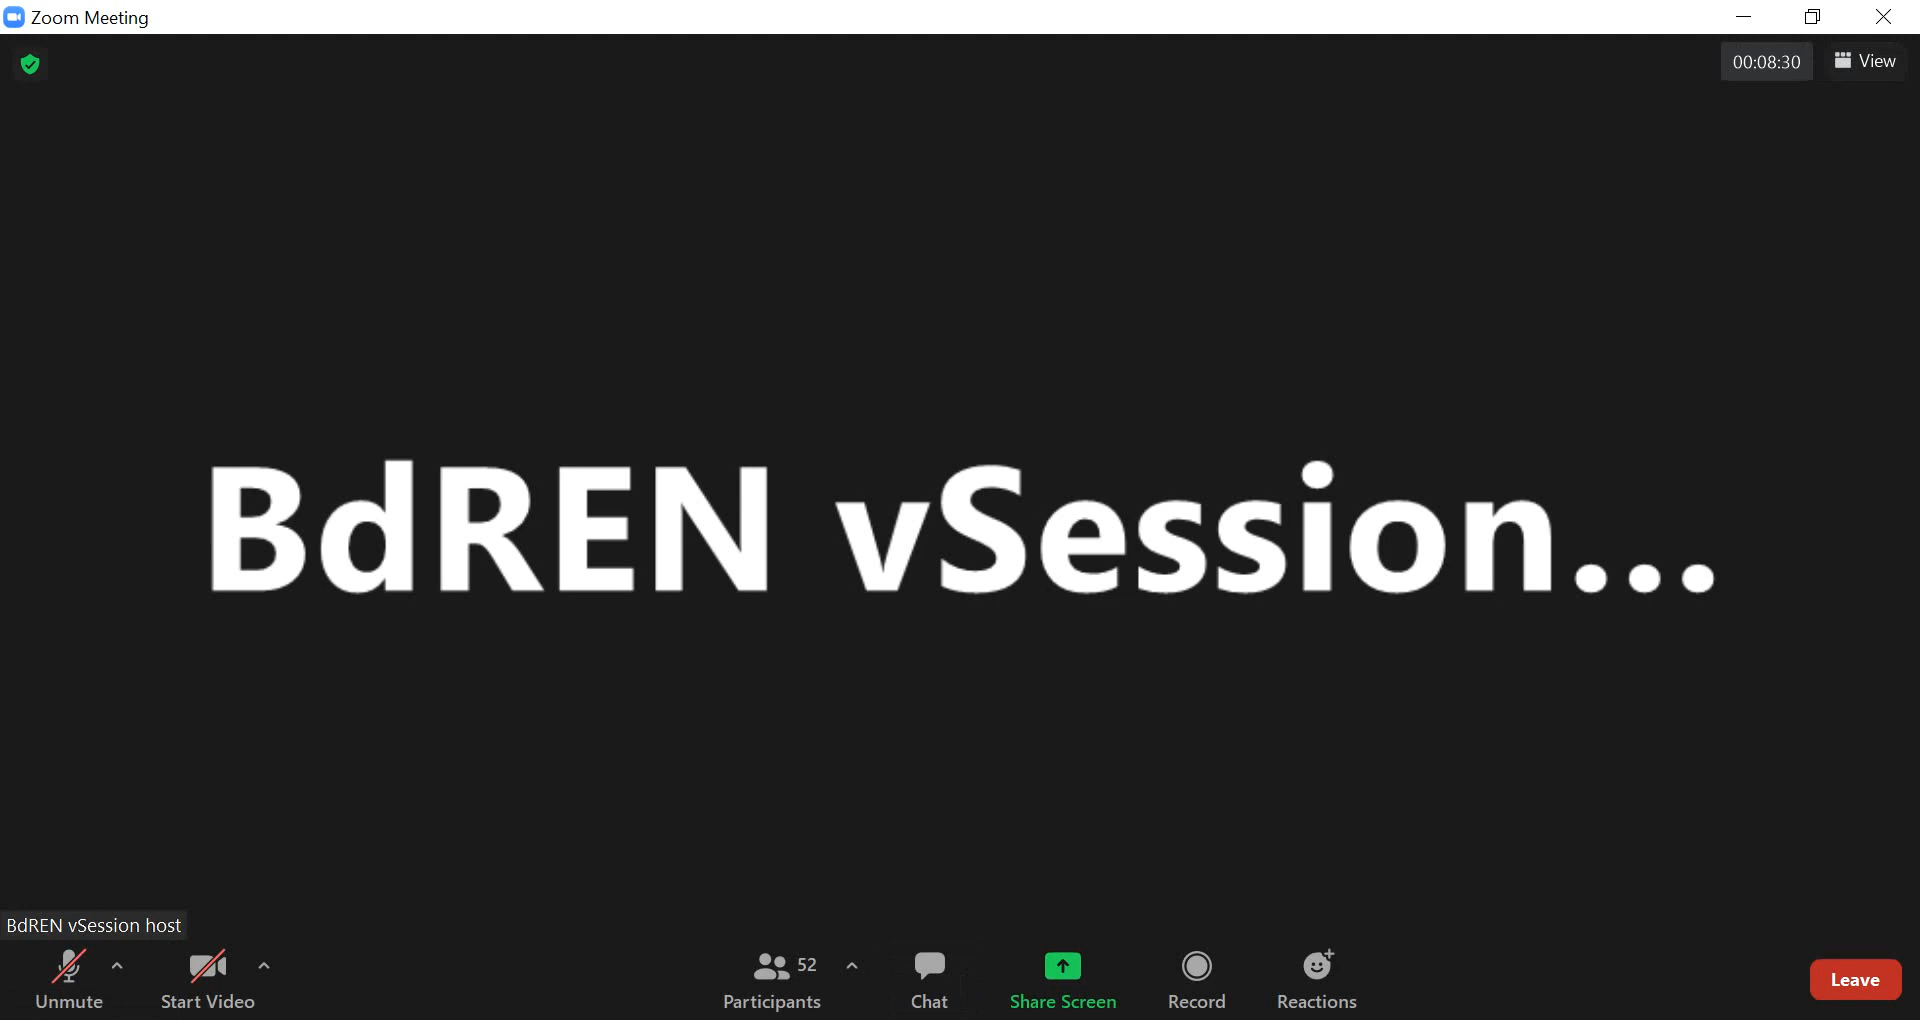 Zoom Meeting
00:08:30 View
BdREN vSession...
BdREN vSession host
52
Unmute Start Video Participants Chat Share Screen Record Reactions Leave